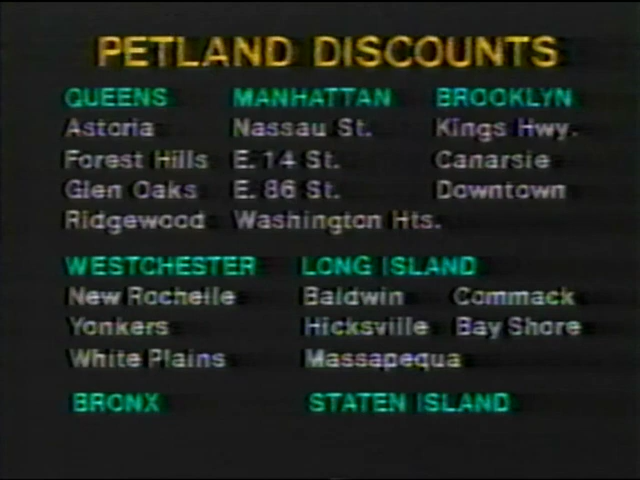 PETLAND DISCOUNTS
QUEENS MANHATTAN BROOKLYN
Astoria Nassau St. Kings Hwy.
Forest Hills E. 14 St. Canarsie
Glen Oaks E. 86 St. Downtown
Ridgewood Washington Hts.
WESTCHESTER LONG ISLAND
New Rochelle Baldwin Commack
Yonkers Hicksville Bay Shore
White Plains Massapequa
BRONX STATEN ISLAND